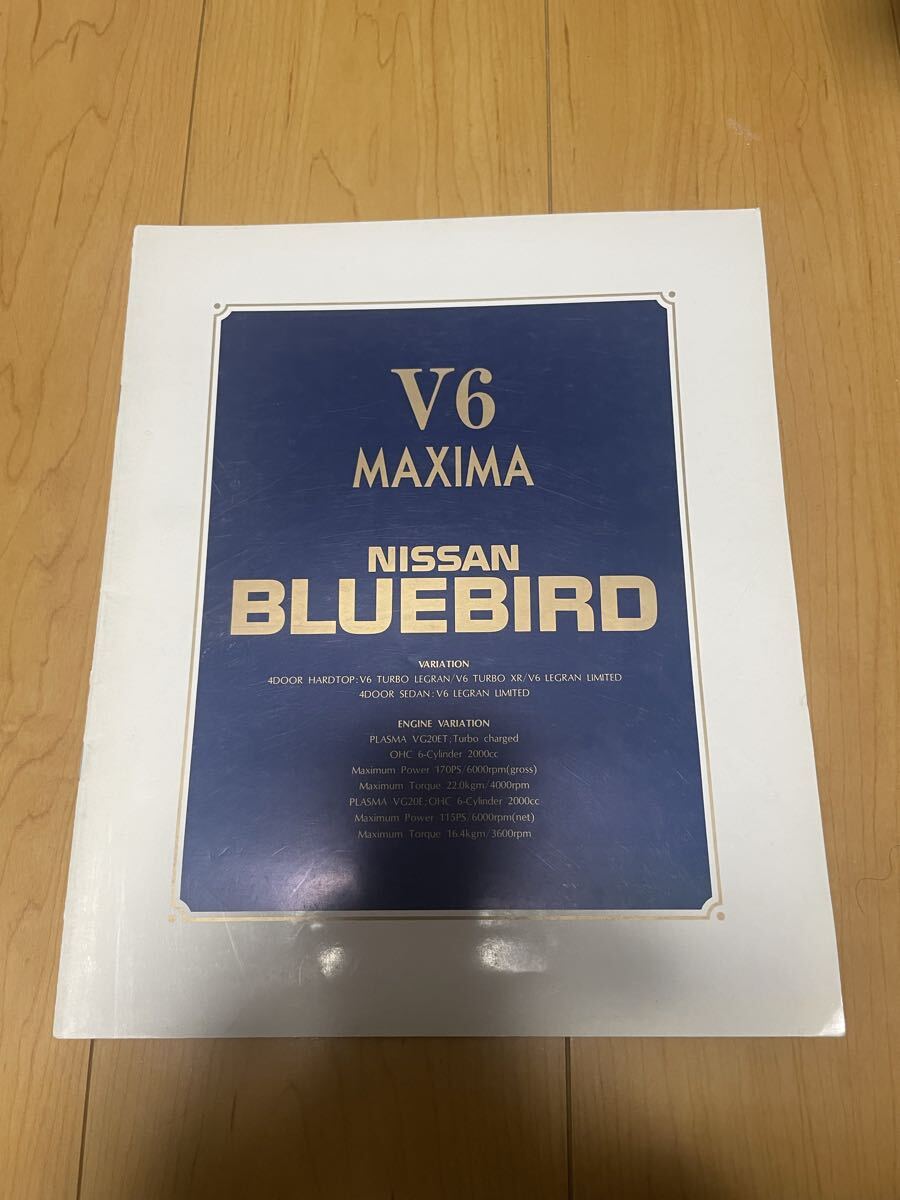 V6
MAXIMA
NISSAN
BLUEBIRD
VARIATION
4DOOR HARDTOP:V6 TURBO LEGRAN/V6 TURBO XR/V6 LEGRAN LIMITED
4DOOR SEDAN:V6 LEGRAN LIMITED
ENGINE VARIATION
PLASMA VG20ET;Turbo charged
OHC 6-Cylinder 2000cc
Maximum Power 170PS/6000rpm(gross)
Maximum Torque 22.0kgm/4000rpm
PLASMA VG20E;OHC 6-Cylinder 2000cc
Maximum Power 115PS/6000rpm(net)
Maximum Torque 16.4kgm/3600rpm